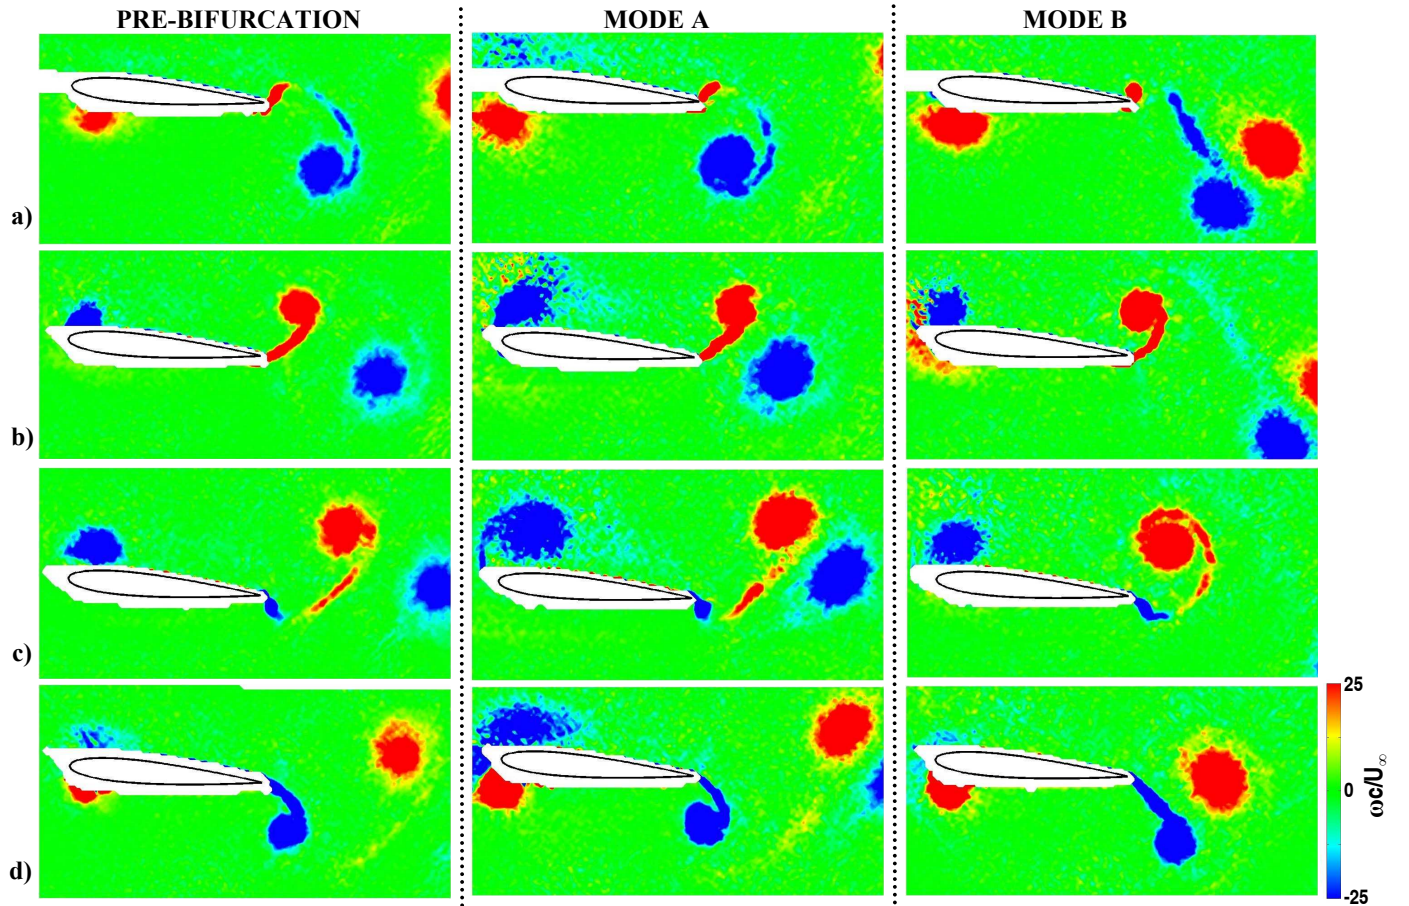 PRE-BIFURCATION MODE A MODE B
a)
b)
c)
d)
25
0
-25
ωc/U∞